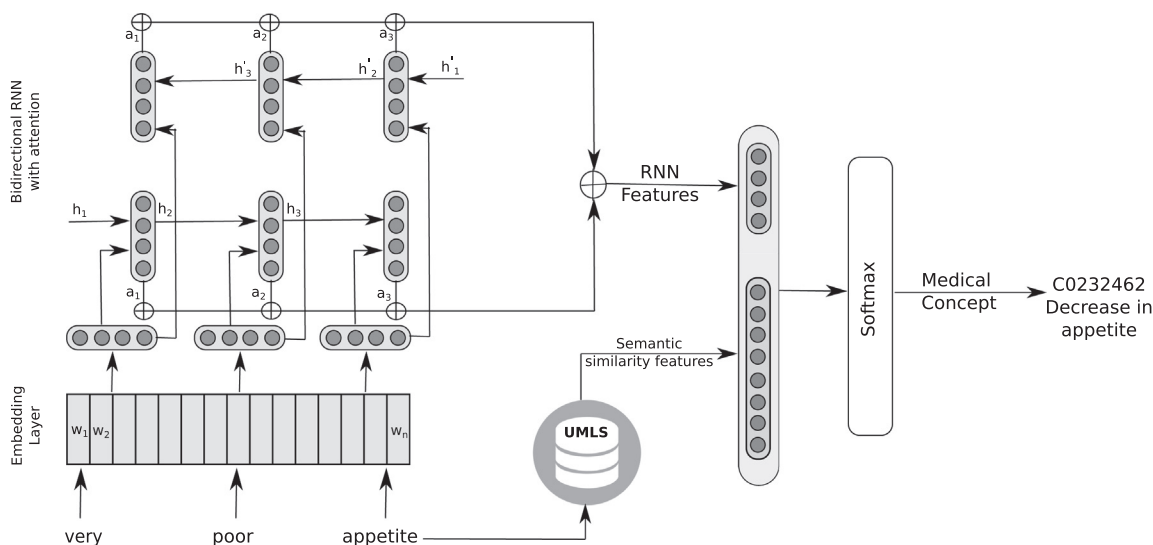 Bidirectional RNN
with attention
a1
a2
a3
h'3
h'2
h'1
h1
h2
h3
a1
a2
a3
RNN
Features
Softmax
Medical
Concept
C0232462
Decrease in
appetite
Semantic
similarity features
Embedding
Layer
w1
w2
wn
UMLS
very
poor
appetite